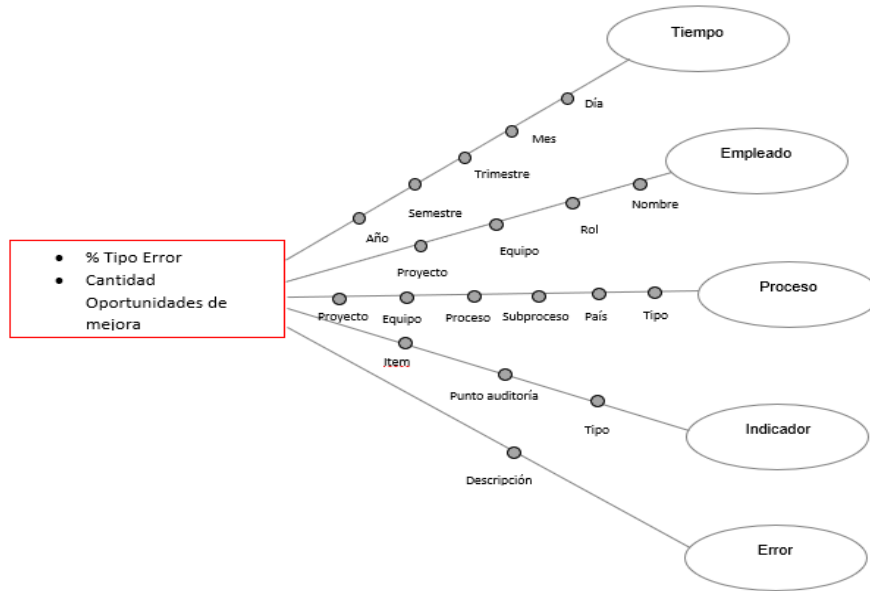 Tiempo
Día
Mes
Trimestre
Semestre
Año
Empleado
Nombre
Rol
Equipo
Proyecto
% Tipo Error
Cantidad
Oportunidades de
mejora
Proceso
Proyecto
Equipo
Proceso
Subproceso
País
Tipo
Item
Punto auditoría
Tipo
Indicador
Descripción
Error